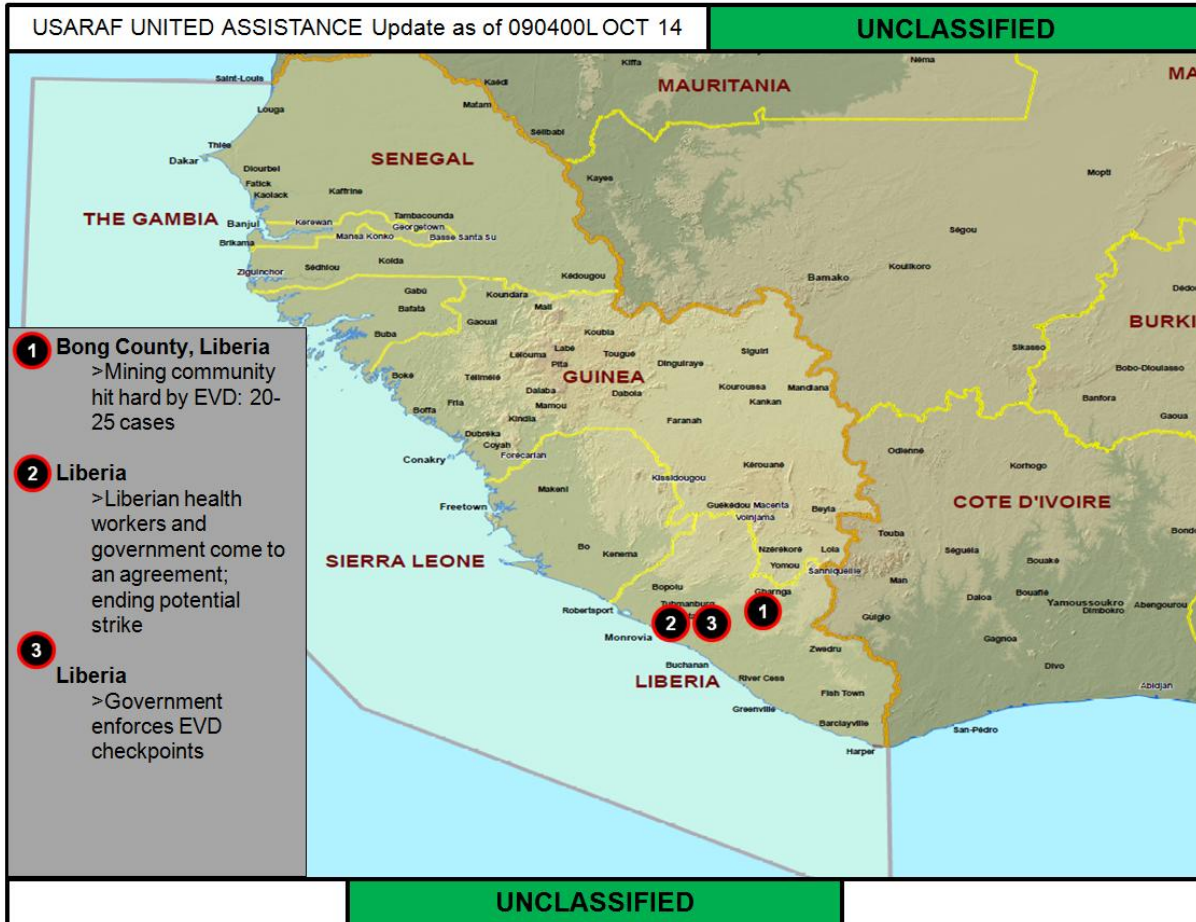 USARAF UNITED ASSISTANCE Update as of 090400L OCT 14
UNCLASSIFIED
Kiffa
Néma
MAURITANIA
MA
Saint-Louis
Kaédi
Louga
Matam
Sélibabi
Thiès
Dakar
SENEGAL
Diourbel
Fatick
Kaolack
Kaffrine
Kayes
Mopti
THE GAMBIA
Banjul
Kerewan
Tambacounda
Georgetown
Mansa Konko
Basse Santa Su
Brikama
Ségou
Ziguinchor
Sédhiou
Kolda
Kédougou
Bamako
Koulikoro
Gabú
Koundara
Mali
Bafatá
Gaoual
Buba
Koubia
BURKI
1
Bong County, Liberia
>Mining community
hit hard by EVD: 20-
25 cases
2
Liberia
>Liberian health
workers and
government come to
an agreement;
ending potential
strike
3
Liberia
>Government
enforces EVD
checkpoints
Lélouma
Labé
Pita
Tougué
Dinguiraye
Siguiri
Sikasso
Bobo-Dioulasso
Boké
Télimélé
GUINEA
Dalaba
Dabola
Kouroussa
Mandiana
Kankan
Banfora
Gaoua
Boffa
Fria
Mamou
Kindia
Faranah
Dubréka
Coyah
Forécariah
Conakry
Odienné
Korhogo
Kissidougou
Kérouané
Makeni
Freetown
Guékédou
Macenta
Voinjama
Beyla
COTE D'IVOIRE
Touba
SIERRA LEONE
Bo
Kenema
Nzérékoré
Lola
Yomou
Sanniquellie
Séguéla
Bouaké
Man
Bopolu
Gbarnga
Daloa
Bouaflé
Yamoussoukro
Dimbokro
Abengourou
Robertsport
Tubmanburg
1
2
3
Guiglo
Monrovia
Zwedru
Gagnoa
Buchanan
LIBERIA
River Cess
Divo
Fish Town
Abidjan
Greenville
Barclayville
San-Pédro
Harper
UNCLASSIFIED